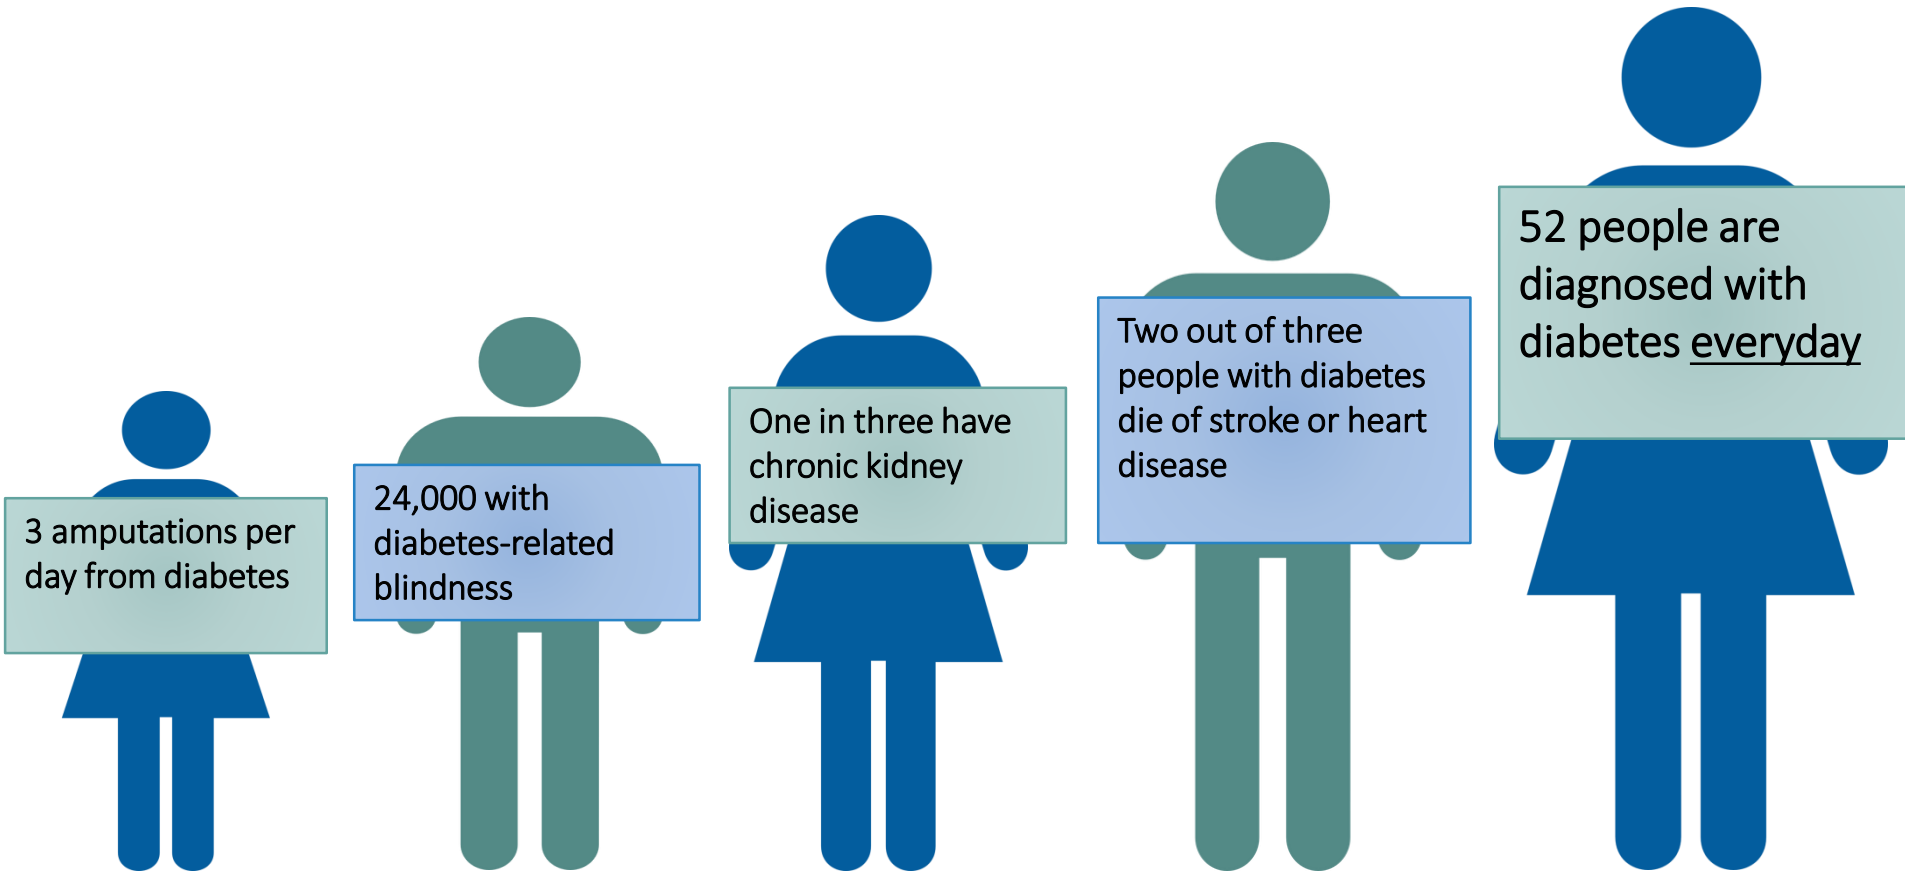 3 amputations per
day from diabetes
24,000 with
diabetes-related
blindness
One in three have
chronic kidney
disease
Two out of three
people with diabetes
die of stroke or heart
disease
52 people are
diagnosed with
diabetes everyday